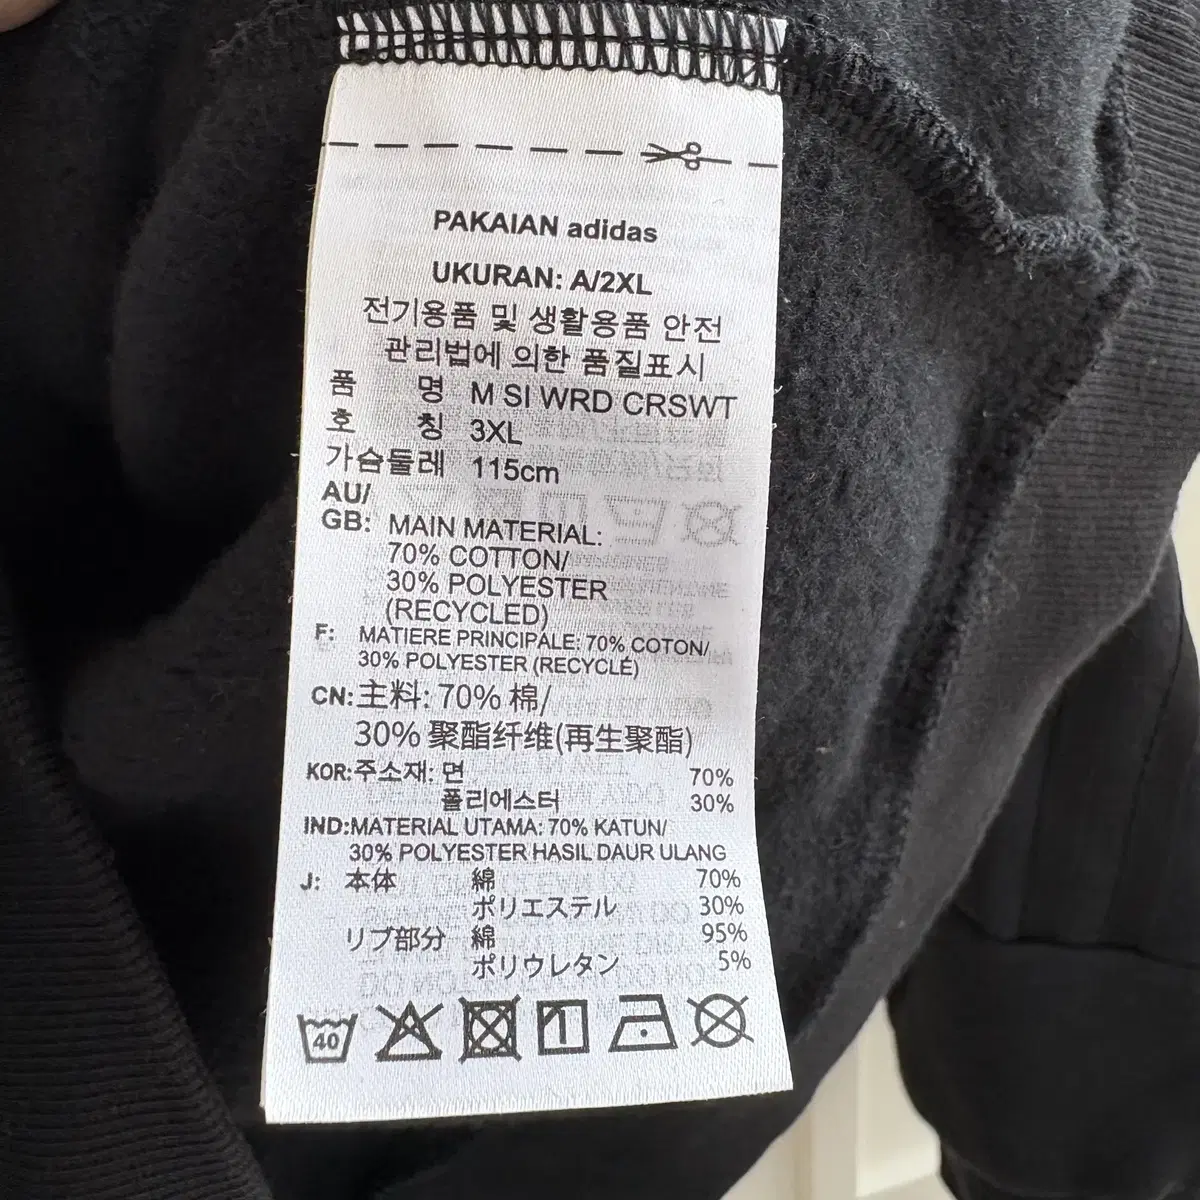 PAKAIAN adidas
UKURAN: A/2XL
전기용품 및 생활용품 안전
관리법에 의한 품질표시
품 명 M SI WRD CRSWT
호 칭 3XL
가슴둘레 115cm
AU/
GB: MAIN MATERIAL:
70% COTTON/
30% POLYESTER
(RECYCLED)
F: MATIERE PRINCIPALE: 70% COTON/
30% POLYESTER (RECYCLÉ)
CN: 主料: 70% 棉/
30% 聚酯纤维(再生聚酯)
KOR: 주소재: 면 70%
폴리에스터 30%
IND: MATERIAL UTAMA: 70% KATUN/
30% POLYESTER HASIL DAUR ULANG
J: 本体 綿 70%
ポリエステル 30%
リブ部分 綿 95%
ポリウレタン 5%
40